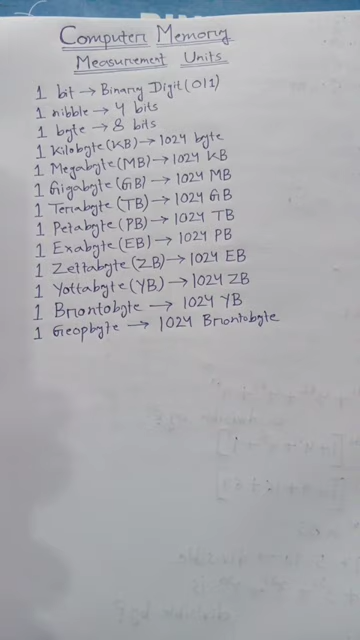 Computer Memory
Measurement Units
1 bit → Binary Digit(0/1)
1 nibble → 4 bits
1 byte → 8 bits
1 Kilobyte(KB) → 1024 byte
1 Megabyte(MB) → 1024 KB
1 Gigabyte(GB) → 1024 MB
1 Terrabyte(TB) → 1024 GB
1 Petabyte(PB) → 1024 TB
1 Exabyte(EB) → 1024 PB
1 Zettabyte(ZB) → 1024 EB
1 Yottabyte(YB) → 1024 ZB
1 Brontobyte → 1024 YB
1 Geopbyte → 1024 Brontobyte